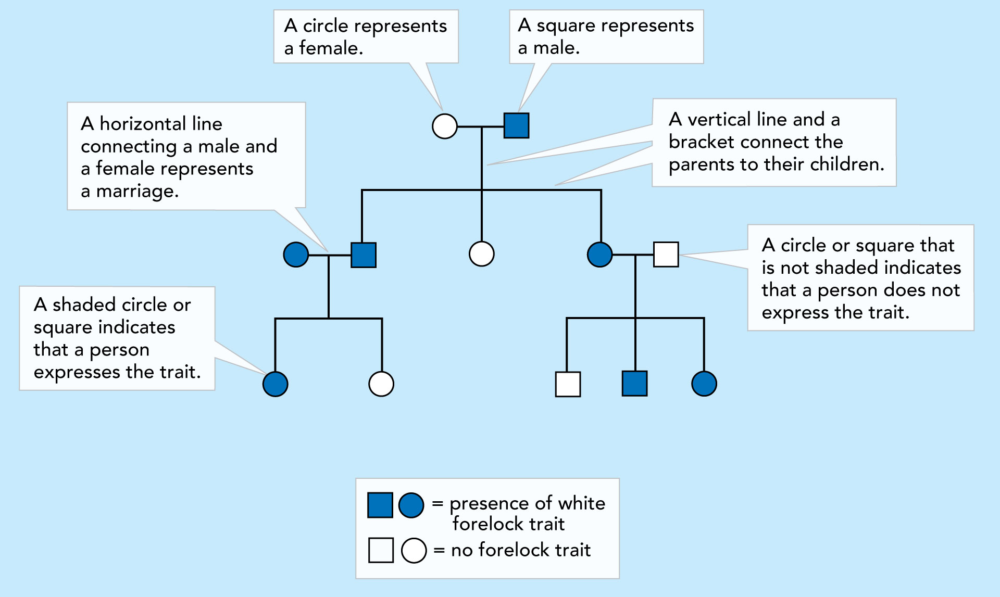 A circle represents
a female.
A square represents
a male.
A horizontal line
connecting a male and
a female represents
a marriage.
A vertical line and a
bracket connect the
parents to their children.
A circle or square that
is not shaded indicates
that a person does not
express the trait.
A shaded circle or
square indicates
that a person
expresses the trait.
= presence of white
forelock trait
= no forelock trait